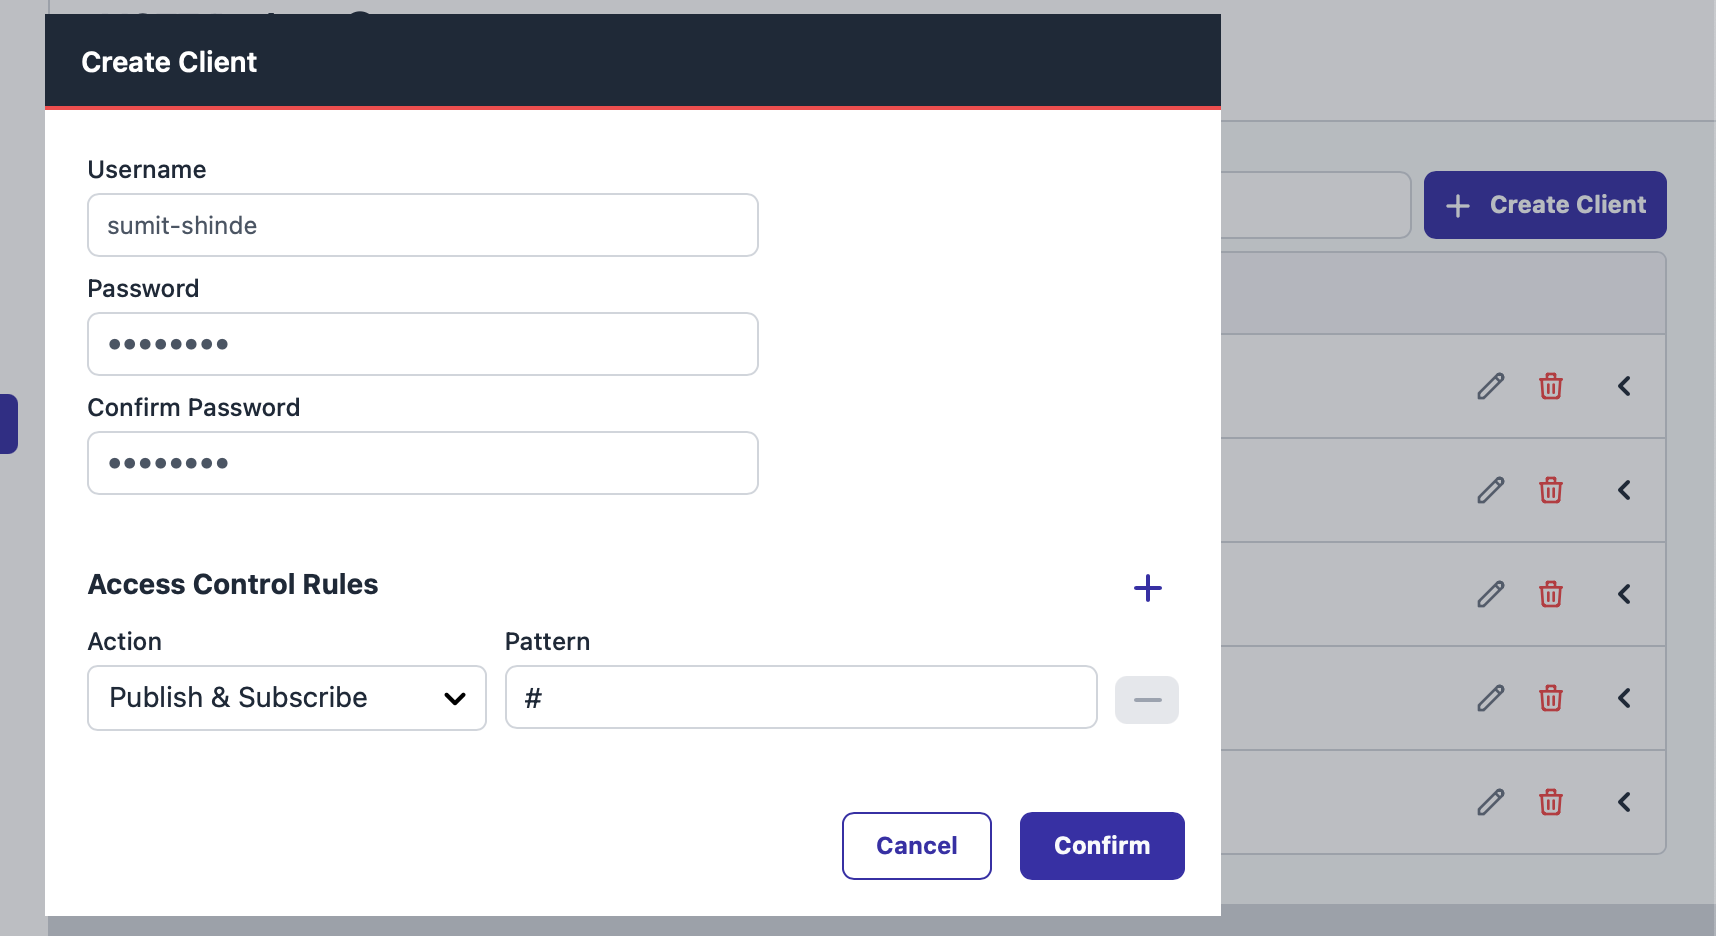 Create Client
Username
sumit-shinde
Password
••••••••
Confirm Password
••••••••
Access Control Rules
Action
Pattern
Publish & Subscribe
#
Cancel
Confirm
Create Client